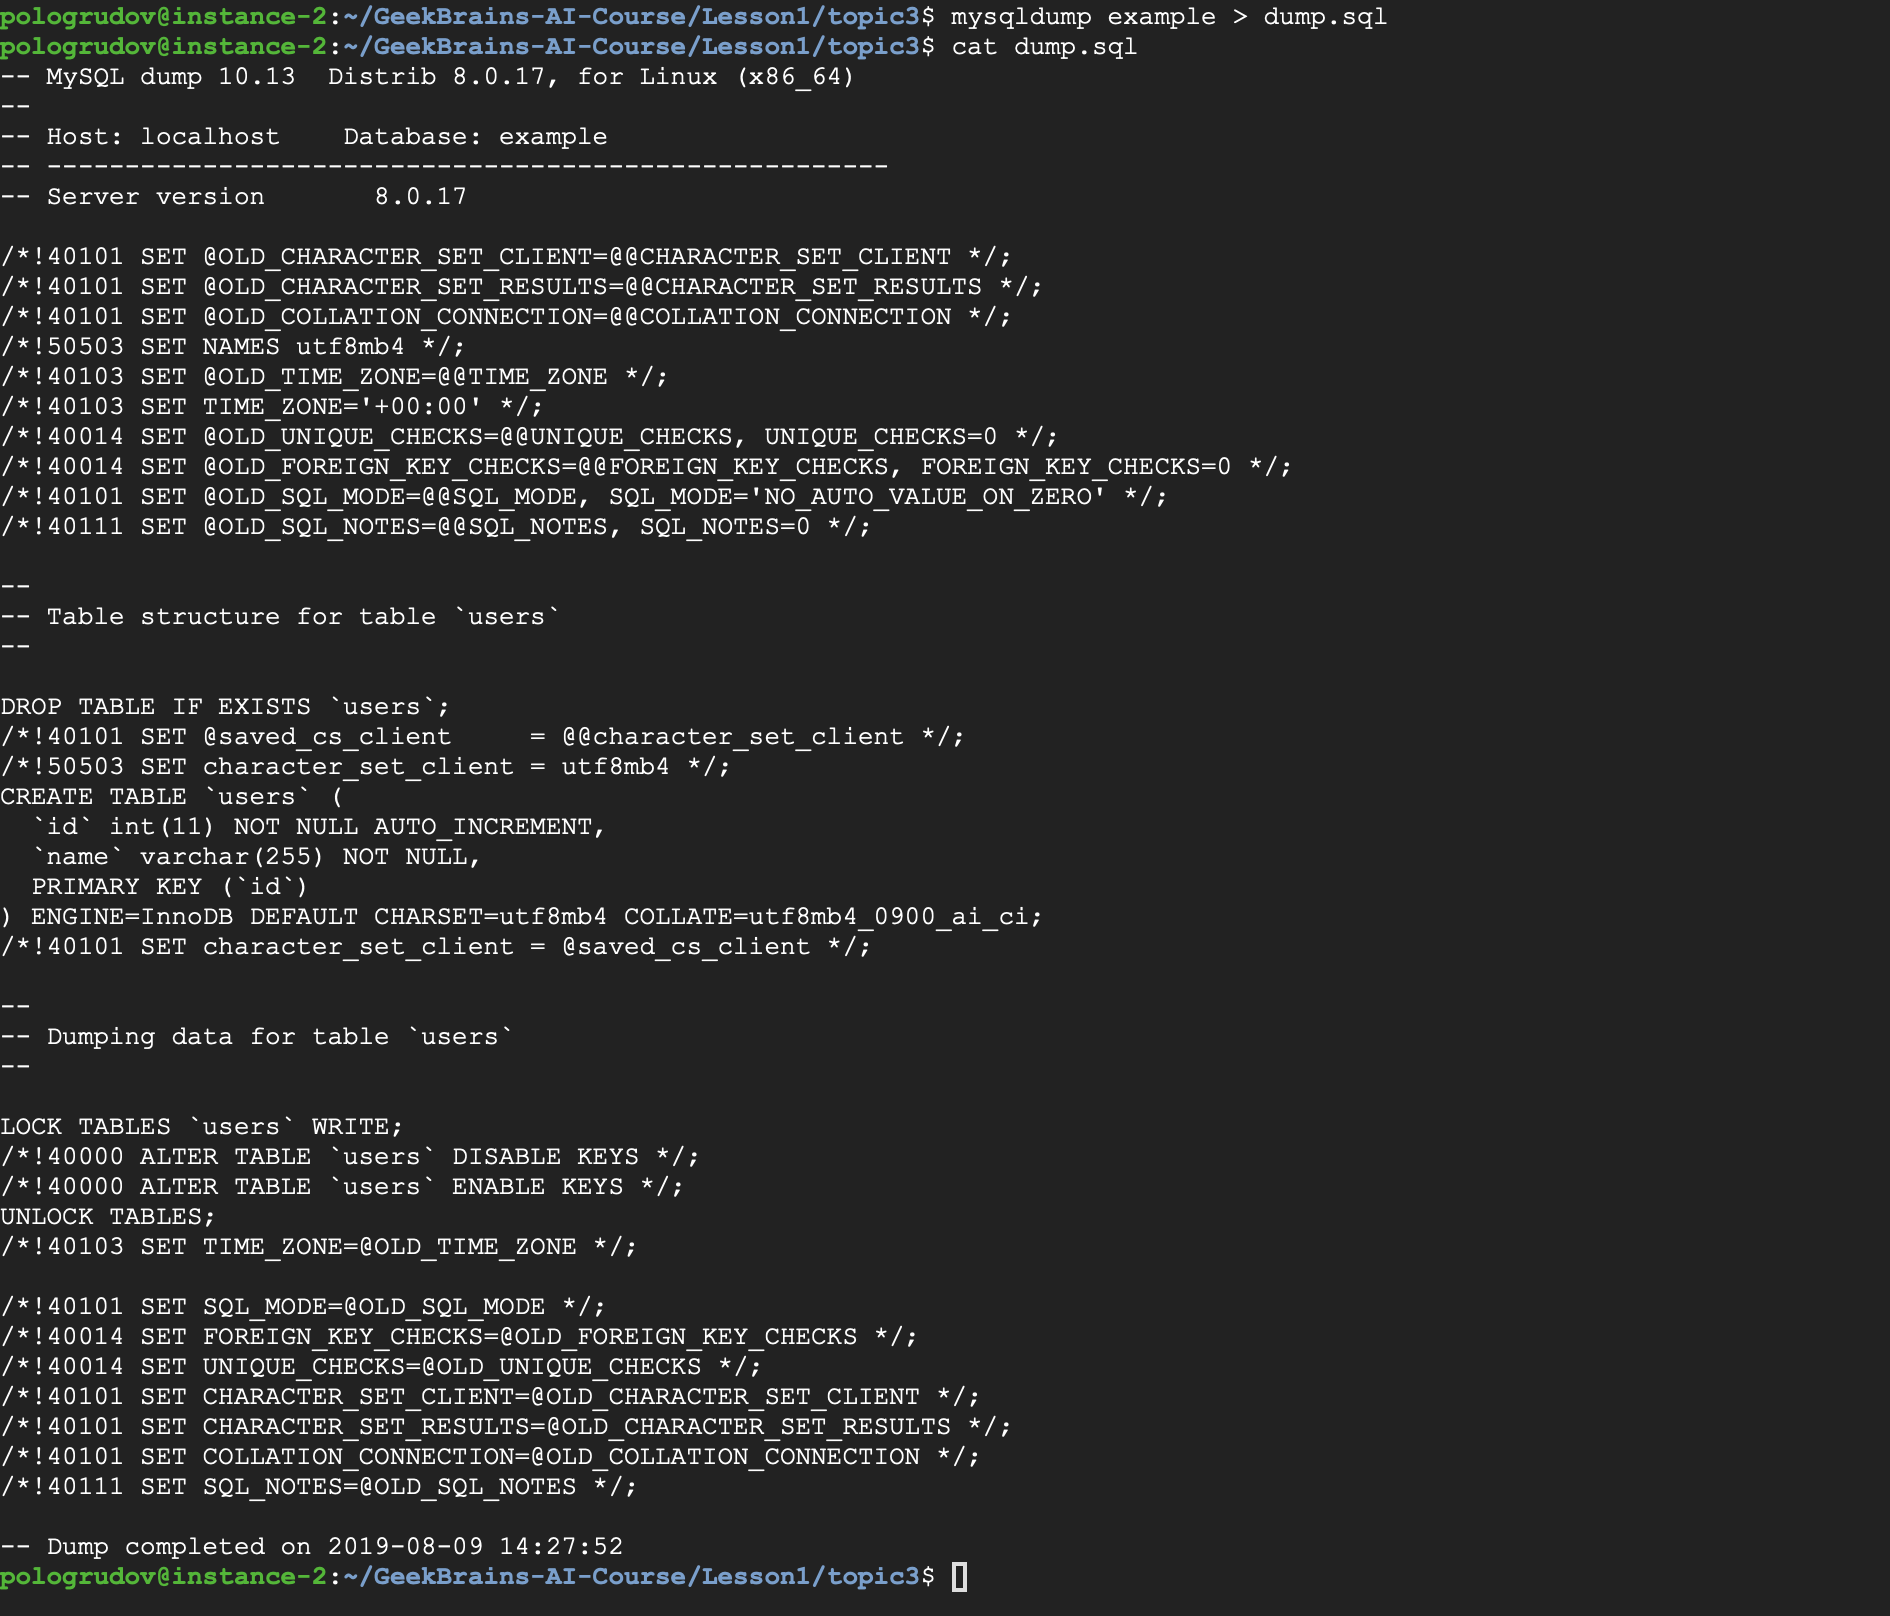 pologrudov@instance-2:~/GeekBrains-AI-Course/Lesson1/topic3$ mysqldump example > dump.sql
pologrudov@instance-2:~/GeekBrains-AI-Course/Lesson1/topic3$ cat dump.sql
-- MySQL dump 10.13  Distrib 8.0.17, for Linux (x86_64)
--
-- Host: localhost    Database: example
-- ------------------------------------------------------
-- Server version       8.0.17

/*!40101 SET @OLD_CHARACTER_SET_CLIENT=@@CHARACTER_SET_CLIENT */;
/*!40101 SET @OLD_CHARACTER_SET_RESULTS=@@CHARACTER_SET_RESULTS */;
/*!40101 SET @OLD_COLLATION_CONNECTION=@@COLLATION_CONNECTION */;
/*!50503 SET NAMES utf8mb4 */;
/*!40103 SET @OLD_TIME_ZONE=@@TIME_ZONE */;
/*!40103 SET TIME_ZONE='+00:00' */;
/*!40014 SET @OLD_UNIQUE_CHECKS=@@UNIQUE_CHECKS, UNIQUE_CHECKS=0 */;
/*!40014 SET @OLD_FOREIGN_KEY_CHECKS=@@FOREIGN_KEY_CHECKS, FOREIGN_KEY_CHECKS=0 */;
/*!40101 SET @OLD_SQL_MODE=@@SQL_MODE, SQL_MODE='NO_AUTO_VALUE_ON_ZERO' */;
/*!40111 SET @OLD_SQL_NOTES=@@SQL_NOTES, SQL_NOTES=0 */;

--
-- Table structure for table `users`
--

DROP TABLE IF EXISTS `users`;
/*!40101 SET @saved_cs_client     = @@character_set_client */;
/*!50503 SET character_set_client = utf8mb4 */;
CREATE TABLE `users` (
  `id` int(11) NOT NULL AUTO_INCREMENT,
  `name` varchar(255) NOT NULL,
  PRIMARY KEY (`id`)
) ENGINE=InnoDB DEFAULT CHARSET=utf8mb4 COLLATE=utf8mb4_0900_ai_ci;
/*!40101 SET character_set_client = @saved_cs_client */;

--
-- Dumping data for table `users`
--

LOCK TABLES `users` WRITE;
/*!40000 ALTER TABLE `users` DISABLE KEYS */;
/*!40000 ALTER TABLE `users` ENABLE KEYS */;
UNLOCK TABLES;
/*!40103 SET TIME_ZONE=@OLD_TIME_ZONE */;

/*!40101 SET SQL_MODE=@OLD_SQL_MODE */;
/*!40014 SET FOREIGN_KEY_CHECKS=@OLD_FOREIGN_KEY_CHECKS */;
/*!40014 SET UNIQUE_CHECKS=@OLD_UNIQUE_CHECKS */;
/*!40101 SET CHARACTER_SET_CLIENT=@OLD_CHARACTER_SET_CLIENT */;
/*!40101 SET CHARACTER_SET_RESULTS=@OLD_CHARACTER_SET_RESULTS */;
/*!40101 SET COLLATION_CONNECTION=@OLD_COLLATION_CONNECTION */;
/*!40111 SET SQL_NOTES=@OLD_SQL_NOTES */;

-- Dump completed on 2019-08-09 14:27:52
pologrudov@instance-2:~/GeekBrains-AI-Course/Lesson1/topic3$